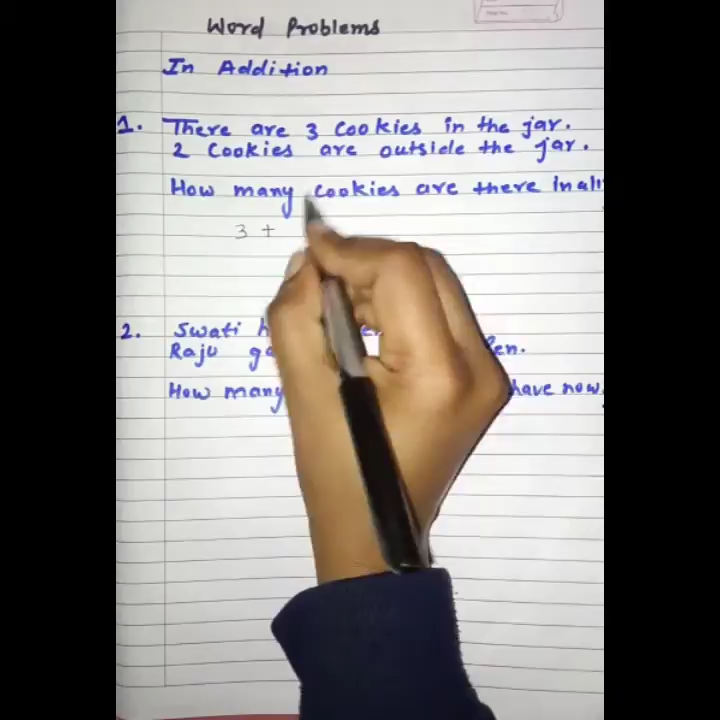 Word Problems
In Addition
1. There are 3 Cookies in the jar.
2 Cookies are outside the jar.
How many cookies are there in all
3 +
2. Swati
Raju
How many have now